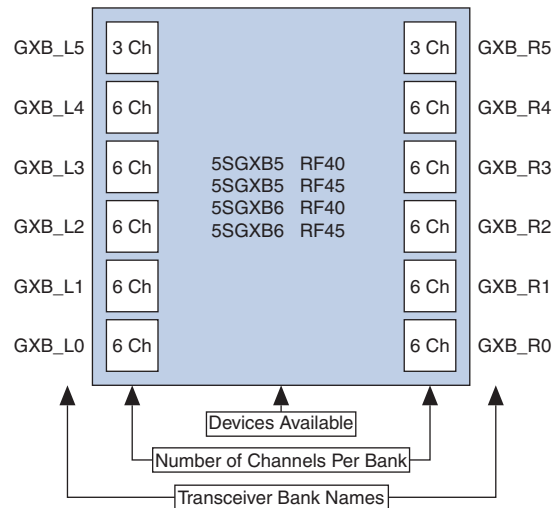 GXB_L5 3 Ch 3 Ch GXB_R5
GXB_L4 6 Ch 6 Ch GXB_R4
GXB_L3 6 Ch 5SGXB5 RF40 6 Ch GXB_R3
5SGXB5 RF45
5SGXB6 RF40
GXB_L2 6 Ch 5SGXB6 RF45 6 Ch GXB_R2
GXB_L1 6 Ch 6 Ch GXB_R1
GXB_L0 6 Ch 6 Ch GXB_R0
Devices Available
Number of Channels Per Bank
Transceiver Bank Names